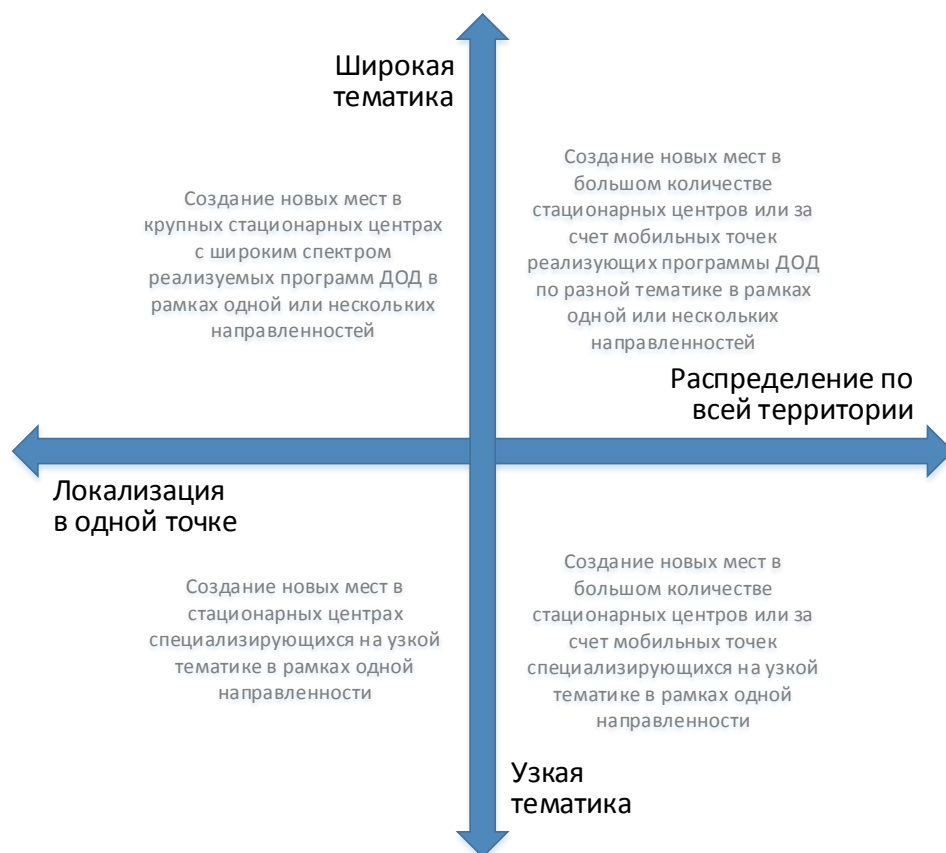 Широкая
тематика
Создание новых мест в
крупных стационарных центрах
с широким спектром
реализуемых программ ДОД в
рамках одной или нескольких
направленностей
Создание новых мест в
большом количестве
стационарных центров или за
счет мобильных точек
реализующих программы ДОД
по разной тематике в рамках
одной или нескольких
направленностей
Распределение по
всей территории
Локализация
в одной точке
Создание новых мест в
стационарных центрах
специализирующихся на узкой
тематике в рамках одной
направленности
Создание новых мест в
большом количестве
стационарных центров или за
счет мобильных точек
специализирующихся на узкой
тематике в рамках одной
направленности
Узкая
тематика